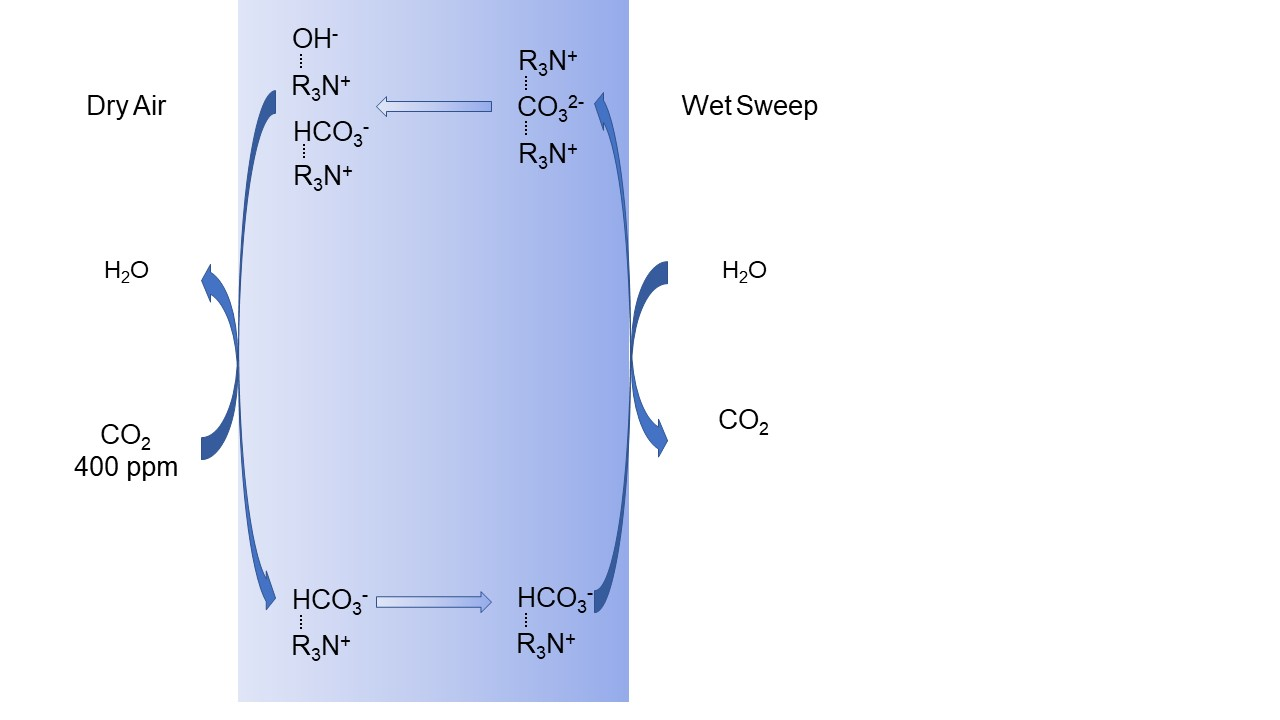 OH⁻
R₃N⁺
R₃N⁺
Dry Air
CO₃²⁻
Wet Sweep
HCO₃⁻
R₃N⁺
R₃N⁺
H₂O
H₂O
CO₂
400 ppm
CO₂
HCO₃⁻
HCO₃⁻
R₃N⁺
R₃N⁺